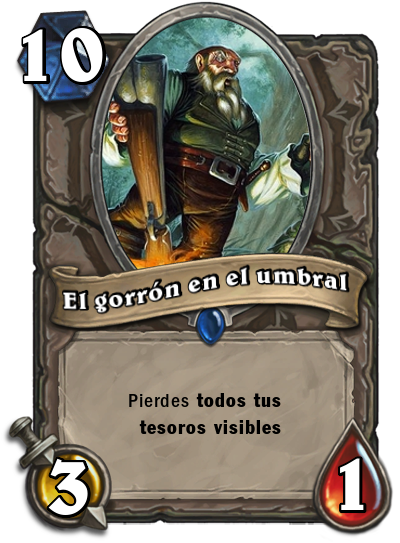 10
El gorrón en el umbral
Pierdes todos tus
tesoros visibles
3
1